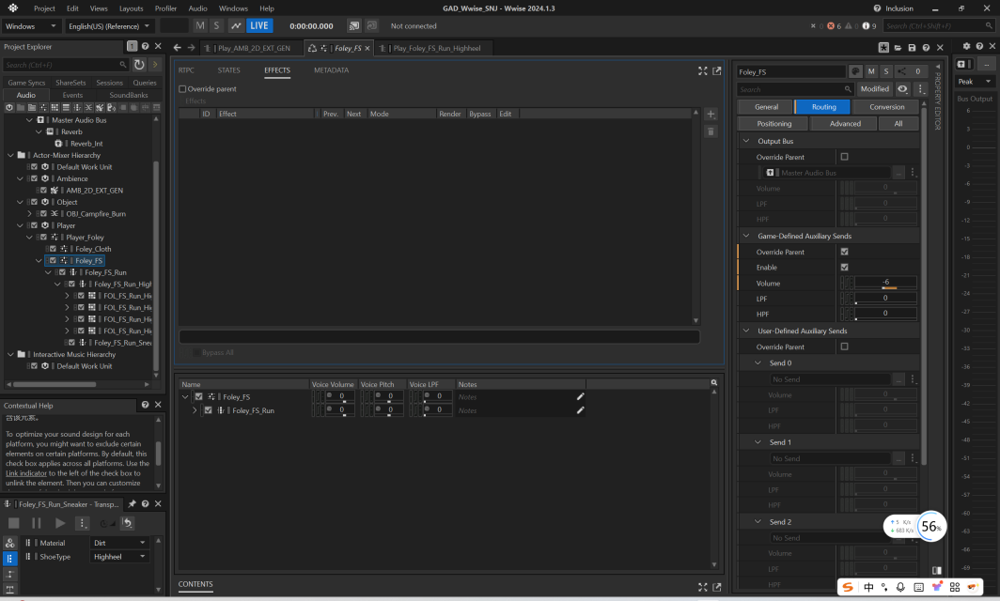 Project Edit Views Layouts Profiler Audio Windows Help
GAD_Wwise_SNJ - Wwise 2024.1.3
Inclusion
Windows English(US) (Reference) M S LIVE 0:00:00.000 Not connected
6 0 9 Search (Ctrl+Shift+F)
Project Explorer 1
Search (Ctrl+F)
Game Syncs ShareSets Sessions Queries
Audio Events SoundBanks
Master Audio Bus
Reverb
Reverb_Int
Actor-Mixer Hierarchy
Default Work Unit
Ambience
AMB_2D_EXT_GEN
Object
OBJ_Campfire_Burn
Player
Player_Foley
Foley_Cloth
Foley_FS
Foley_FS_Run
Foley_FS_Run_High
FOL_FS_Run_Hi
FOL_FS_Run_Hi
FOL_FS_Run_Hi
FOL_FS_Run_Hi
Foley_FS_Run_Snea
Interactive Music Hierarchy
Default Work Unit
Contextual Help
To optimize your sound design for each
platform, you might want to exclude certain
elements on certain platforms. By default, this
check box applies across all platforms. Use the
Link indicator to the left of the check box to
unlink the element. Then you can customize
Foley_FS_Run_Sneaker - Transp...
Material Dirt
ShoeType Highheel
Play_AMB_2D_EXT_GEN Foley_FS Play_Foley_FS_Run_Highheel
RTPC STATES EFFECTS METADATA
Override parent
Effects
ID Effect Prev. Next Mode Render Bypass Edit
Bypass All
Name Voice Volume Voice Pitch Voice LPF Notes
Foley_FS 0 0 0 Notes
Foley_FS_Run 0 0 0 Notes
CONTENTS
Foley_FS M S 0
Search Modified
General Routing Conversion
Positioning Advanced All
Output Bus
Override Parent
Master Audio Bus ...
Volume 0
LPF 0
HPF 0
Game-Defined Auxiliary Sends
Override Parent
Enable
Volume -6
LPF 0
HPF 0
User-Defined Auxiliary Sends
Override Parent
Send 0
No Send ...
Volume 0
LPF 0
HPF 0
Send 1
No Send ...
Volume 0
LPF 0
HPF 0
Send 2
No Send
Volume 0
LPF 0
HPF 0
PROPERTY EDITOR
...
Peak
Bus Output
6
3
0
-3
-6
-9
-12
-15
-18
-21
-24
-27
-30
-33
-36
-39
-42
-45
-48
-51
-54
-57
-60
-63
-66
-69
5 K/s
683 K/s
56%
中